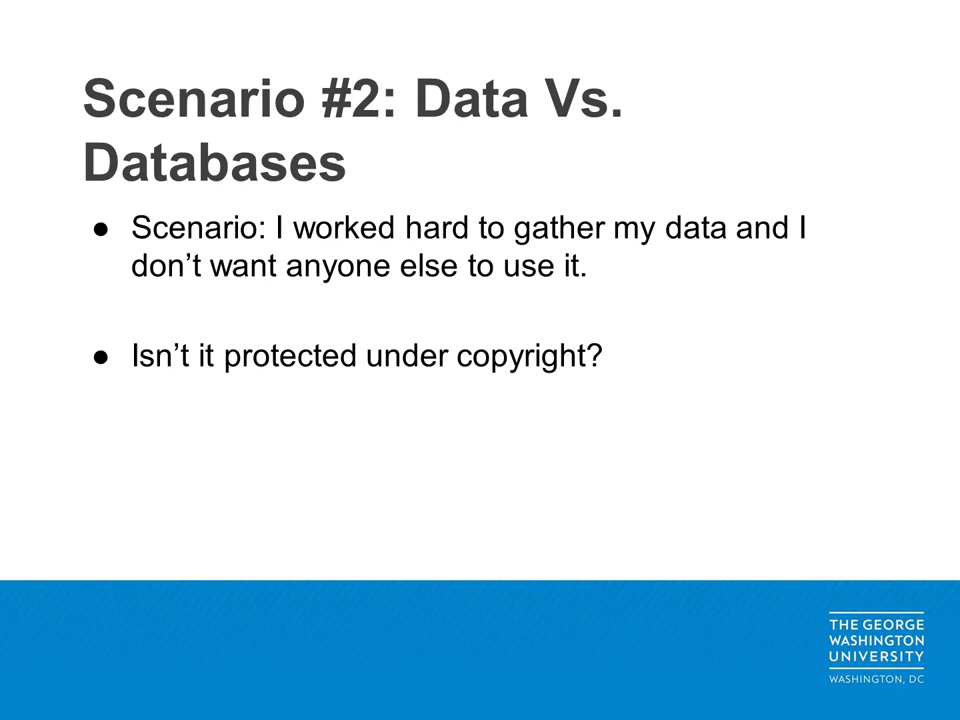 Scenario #2: Data Vs.
Databases
● Scenario: I worked hard to gather my data and I
don’t want anyone else to use it.
● Isn’t it protected under copyright?
THE GEORGE
WASHINGTON
UNIVERSITY
WASHINGTON, DC